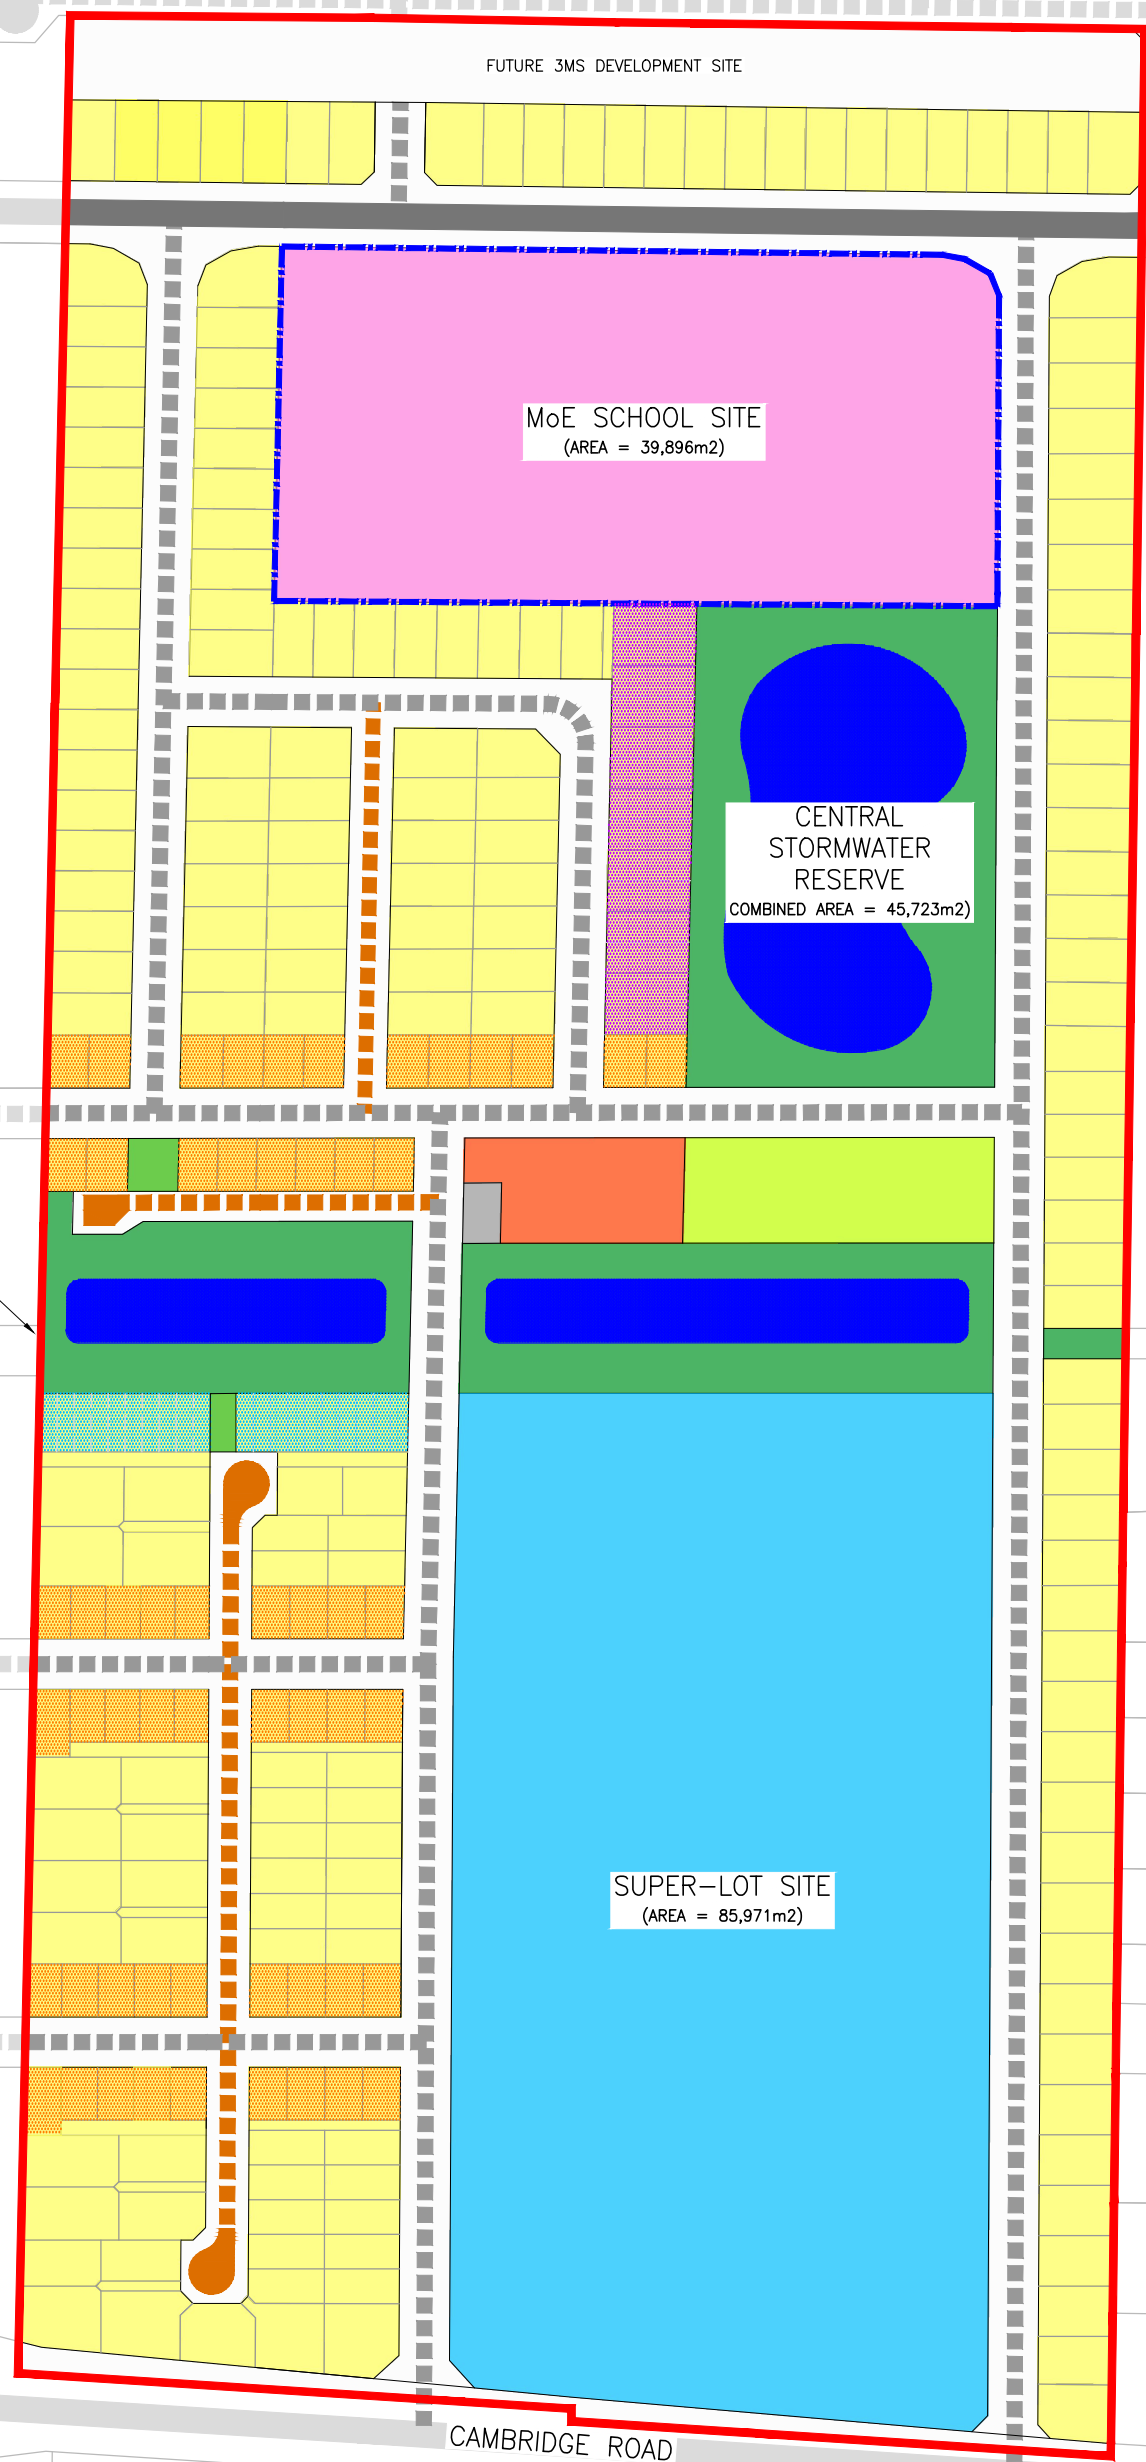 FUTURE 3MS DEVELOPMENT SITE
MoE SCHOOL SITE
(AREA = 39,896m2)
CENTRAL
STORMWATER
RESERVE
COMBINED AREA = 45,723m2)
SUPER-LOT SITE
(AREA = 85,971m2)
CAMBRIDGE ROAD